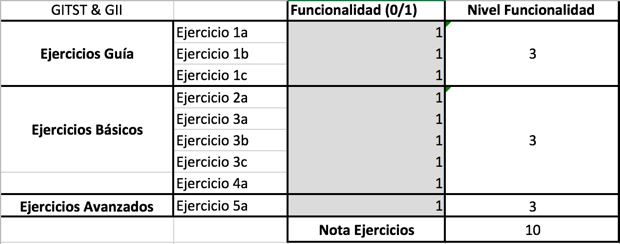 GITST & GII Funcionalidad (0/1) Nivel Funcionalidad
Ejercicios Guía Ejercicio 1a 1 3
Ejercicio 1b 1
Ejercicio 1c 1
Ejercicios Básicos Ejercicio 2a 1 3
Ejercicio 3a 1
Ejercicio 3b 1
Ejercicio 3c 1
Ejercicio 4a 1
Ejercicios Avanzados Ejercicio 5a 1 3
Nota Ejercicios 10